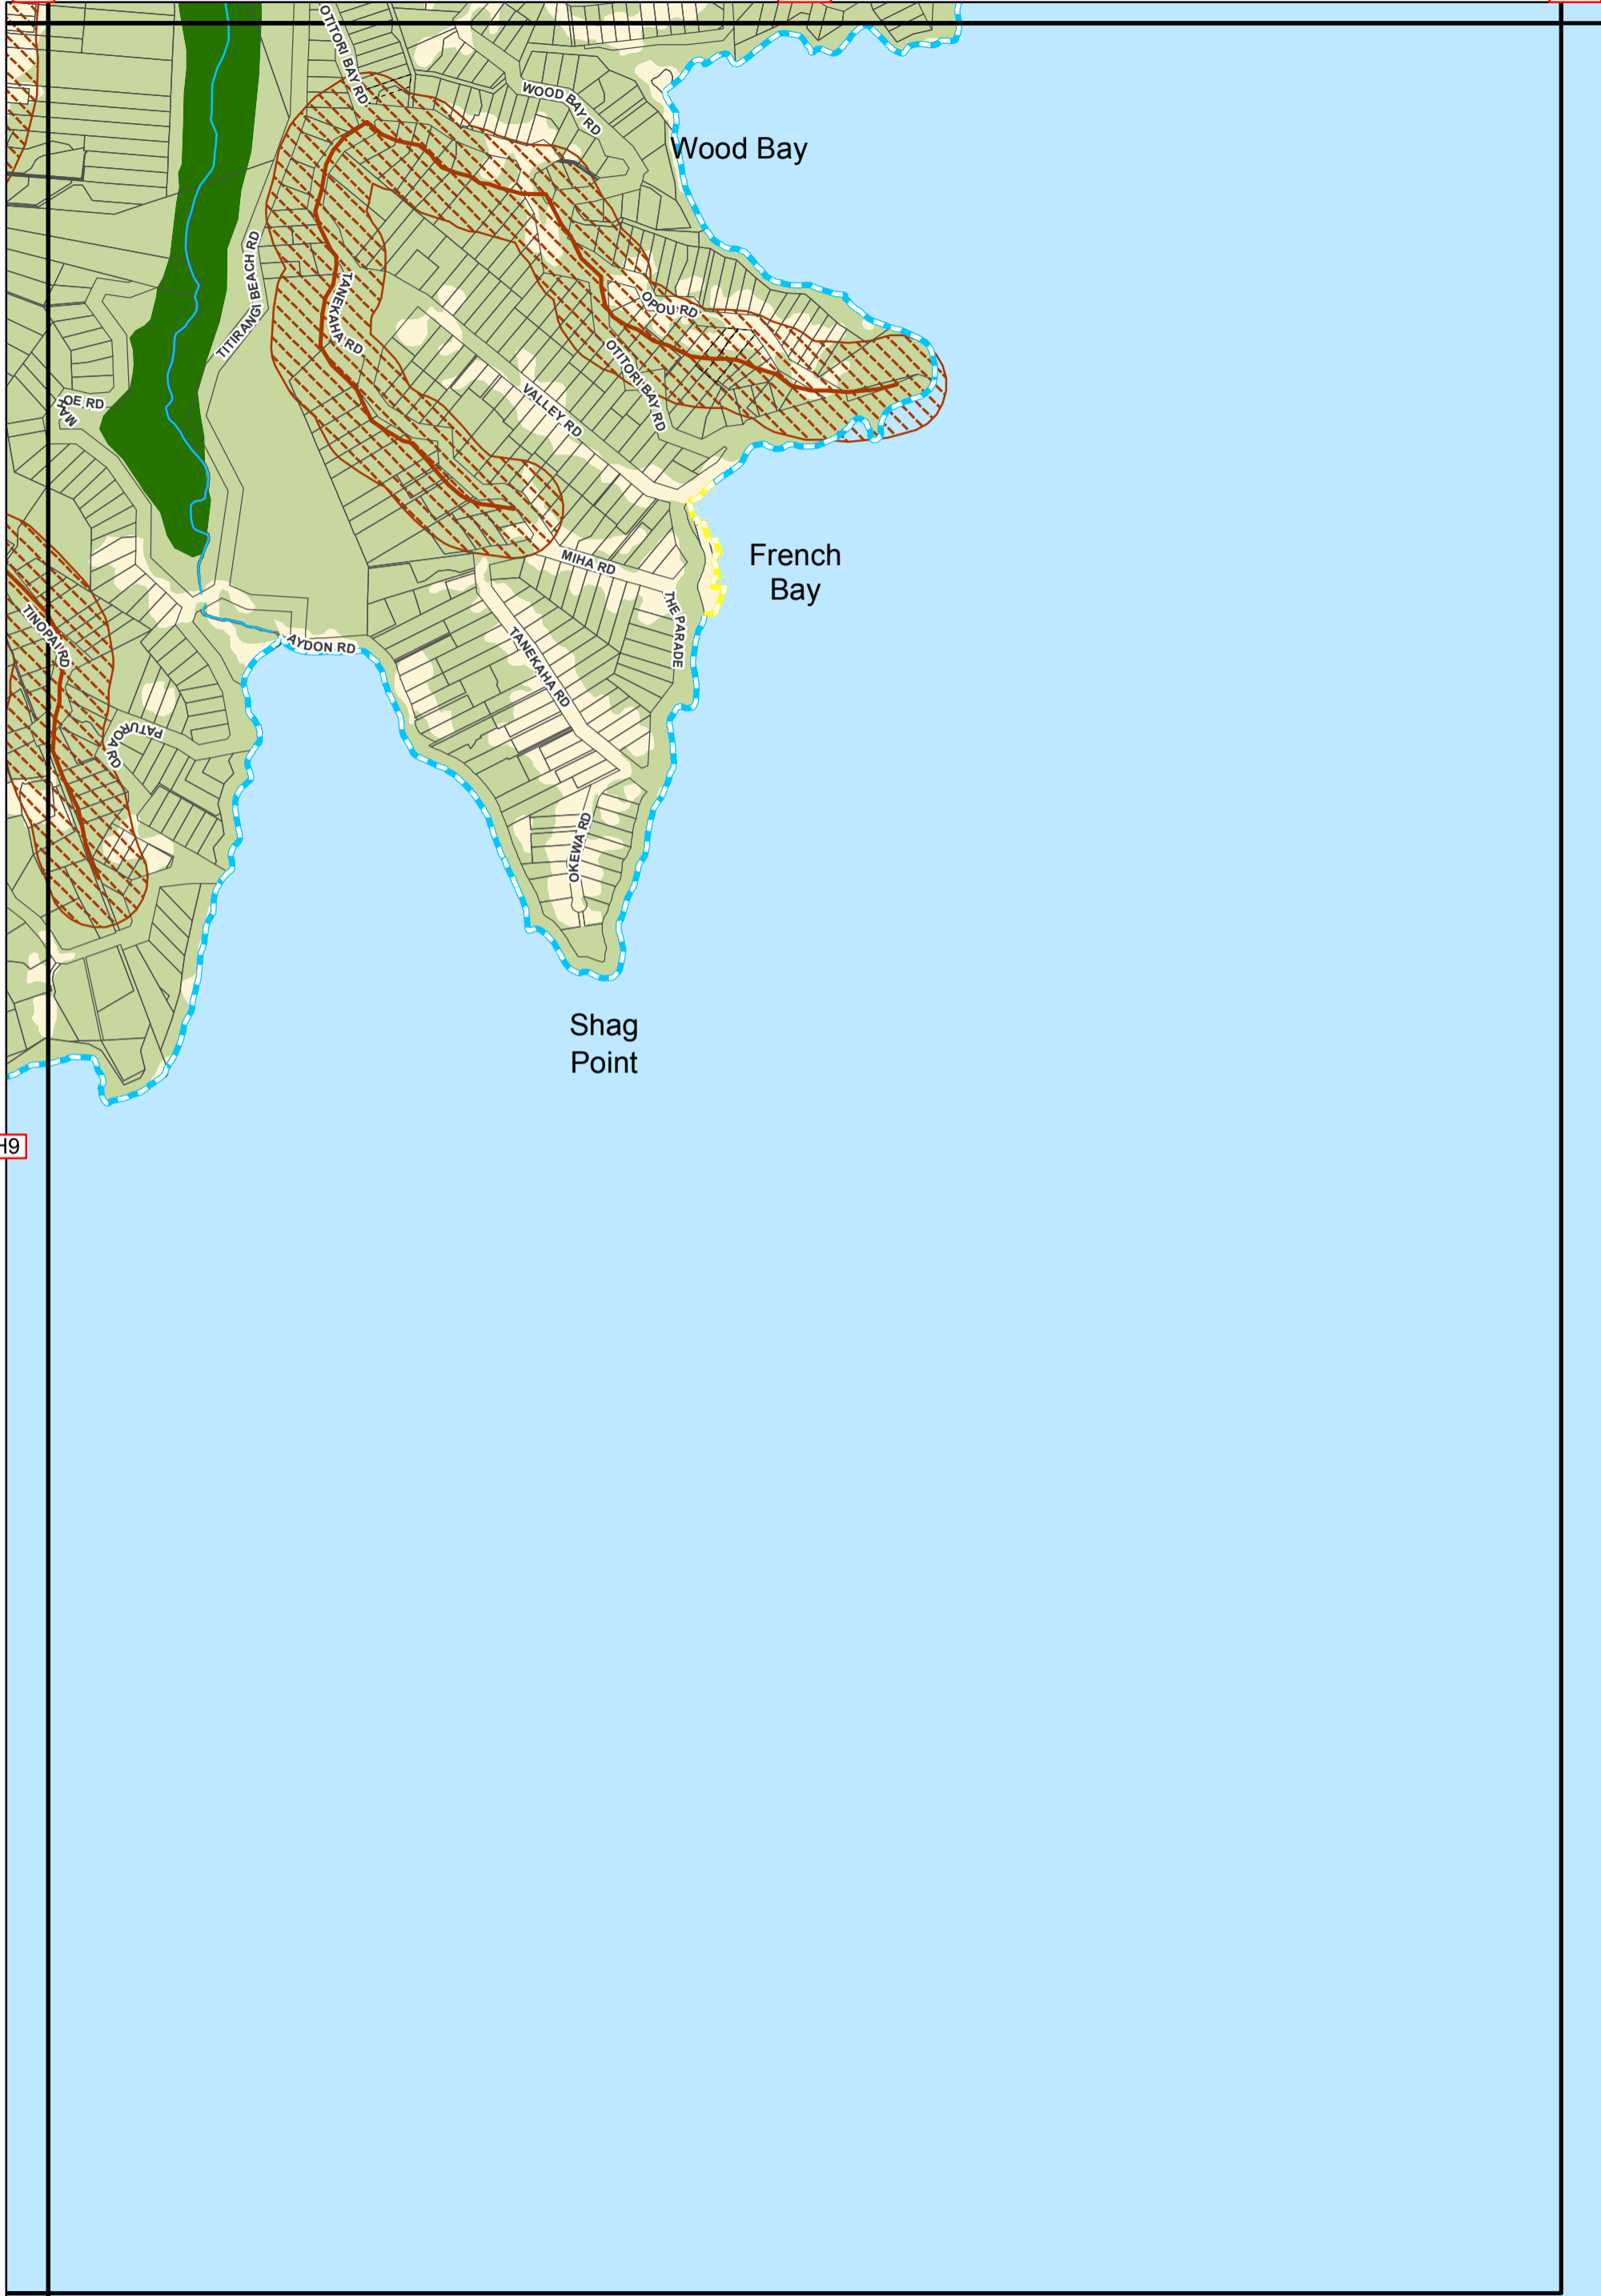 OTITORI BAY RD
WOOD BAY RD
Wood Bay
TITIRANGI BEACH RD
TANEKAHA RD
OPOU RD
OTITORI BAY RD
VALLEY RD
OE RD
French
Bay
MIHA RD
THE PARADE
TINOPAI RD
AYDON RD
TANEKAHA RD
PATUROA RD
OKEWA RD
Shag
Point
H9